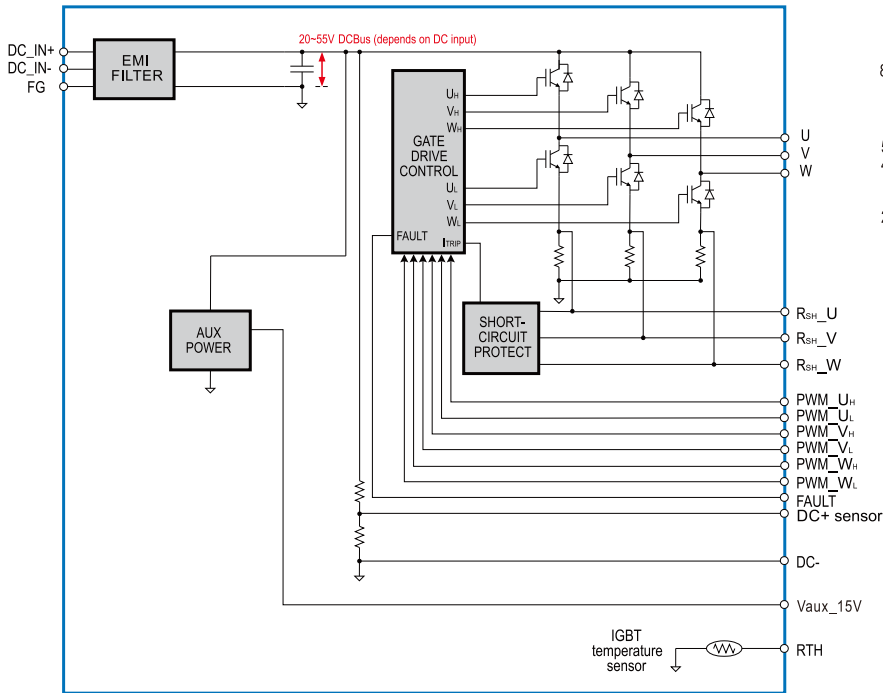 20~55V DCBus (depends on DC input)
DC_IN+
DC_IN-
FG
EMI
FILTER
UH
VH
WH
GATE
DRIVE
CONTROL
UL
VL
WL
FAULT
ITRIP
U
V
W
AUX
POWER
SHORT-
CIRCUIT
PROTECT
RSH_U
RSH_V
RSH_W
PWM_UH
PWM_UL
PWM_VH
PWM_VL
PWM_WH
PWM_WL
FAULT
DC+ sensor
DC-
Vaux_15V
IGBT
temperature
sensor
RTH